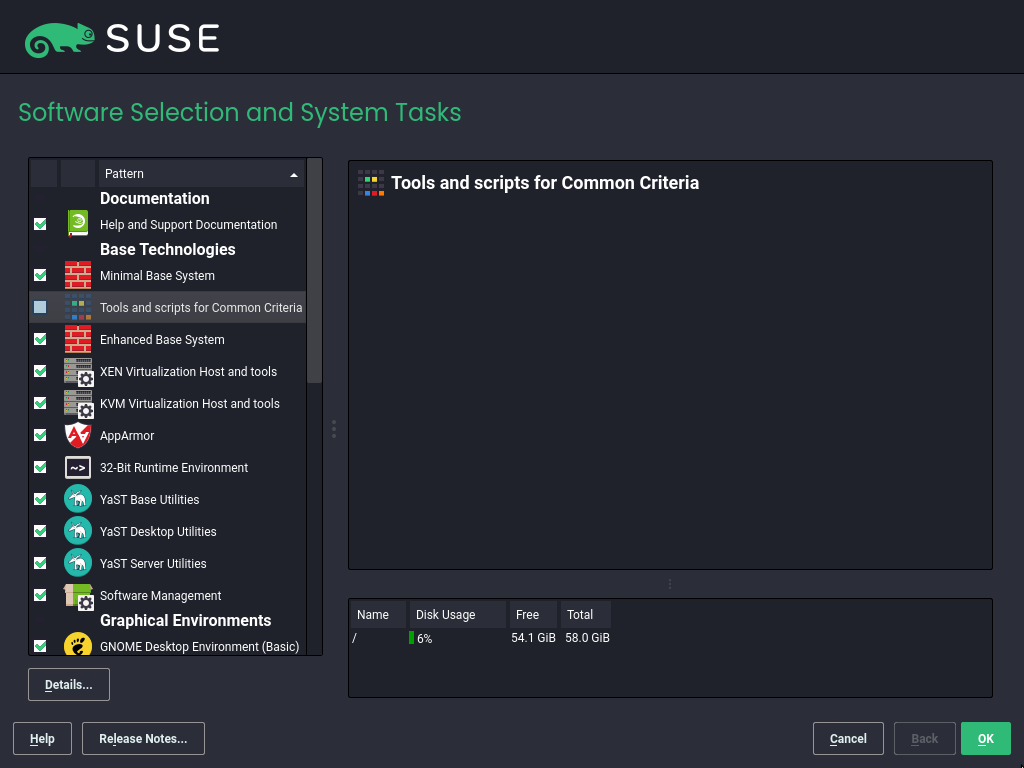 SUSE
Software Selection and System Tasks
Pattern
Documentation
Help and Support Documentation
Base Technologies
Minimal Base System
Tools and scripts for Common Criteria
Enhanced Base System
XEN Virtualization Host and tools
KVM Virtualization Host and tools
AppArmor
~> 32-Bit Runtime Environment
YaST Base Utilities
YaST Desktop Utilities
YaST Server Utilities
Software Management
Graphical Environments
GNOME Desktop Environment (Basic)
Details...
Tools and scripts for Common Criteria
Name Disk Usage Free Total
/ 6% 54.1 GiB 58.0 GiB
Help Release Notes... Cancel Back OK